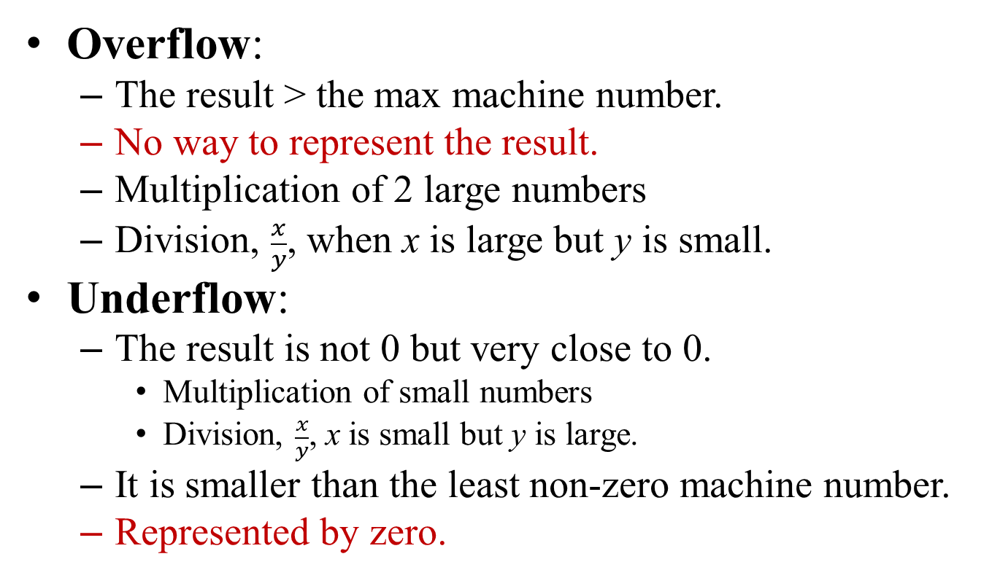 • Overflow:
– The result > the max machine number.
– No way to represent the result.
– Multiplication of 2 large numbers
– Division, x/y, when x is large but y is small.
• Underflow:
– The result is not 0 but very close to 0.
• Multiplication of small numbers
• Division, x/y, x is small but y is large.
– It is smaller than the least non-zero machine number.
– Represented by zero.